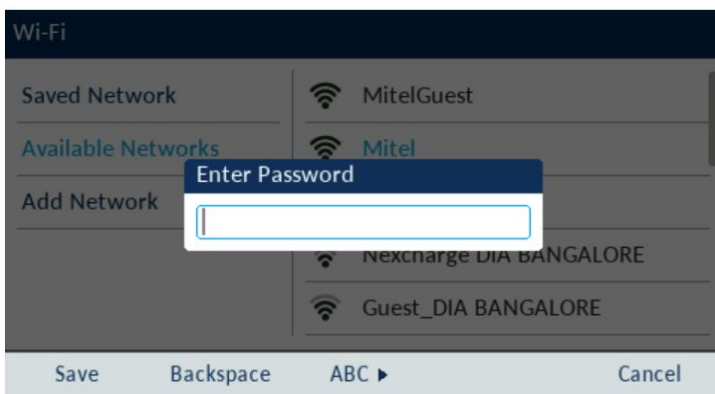 Wi-Fi
Saved Network
Available Networks
Add Network
MitelGuest
Mitel
Nexcharge DIA BANGALORE
Guest_DIA BANGALORE
Enter Password
Save Backspace ABC ▶ Cancel